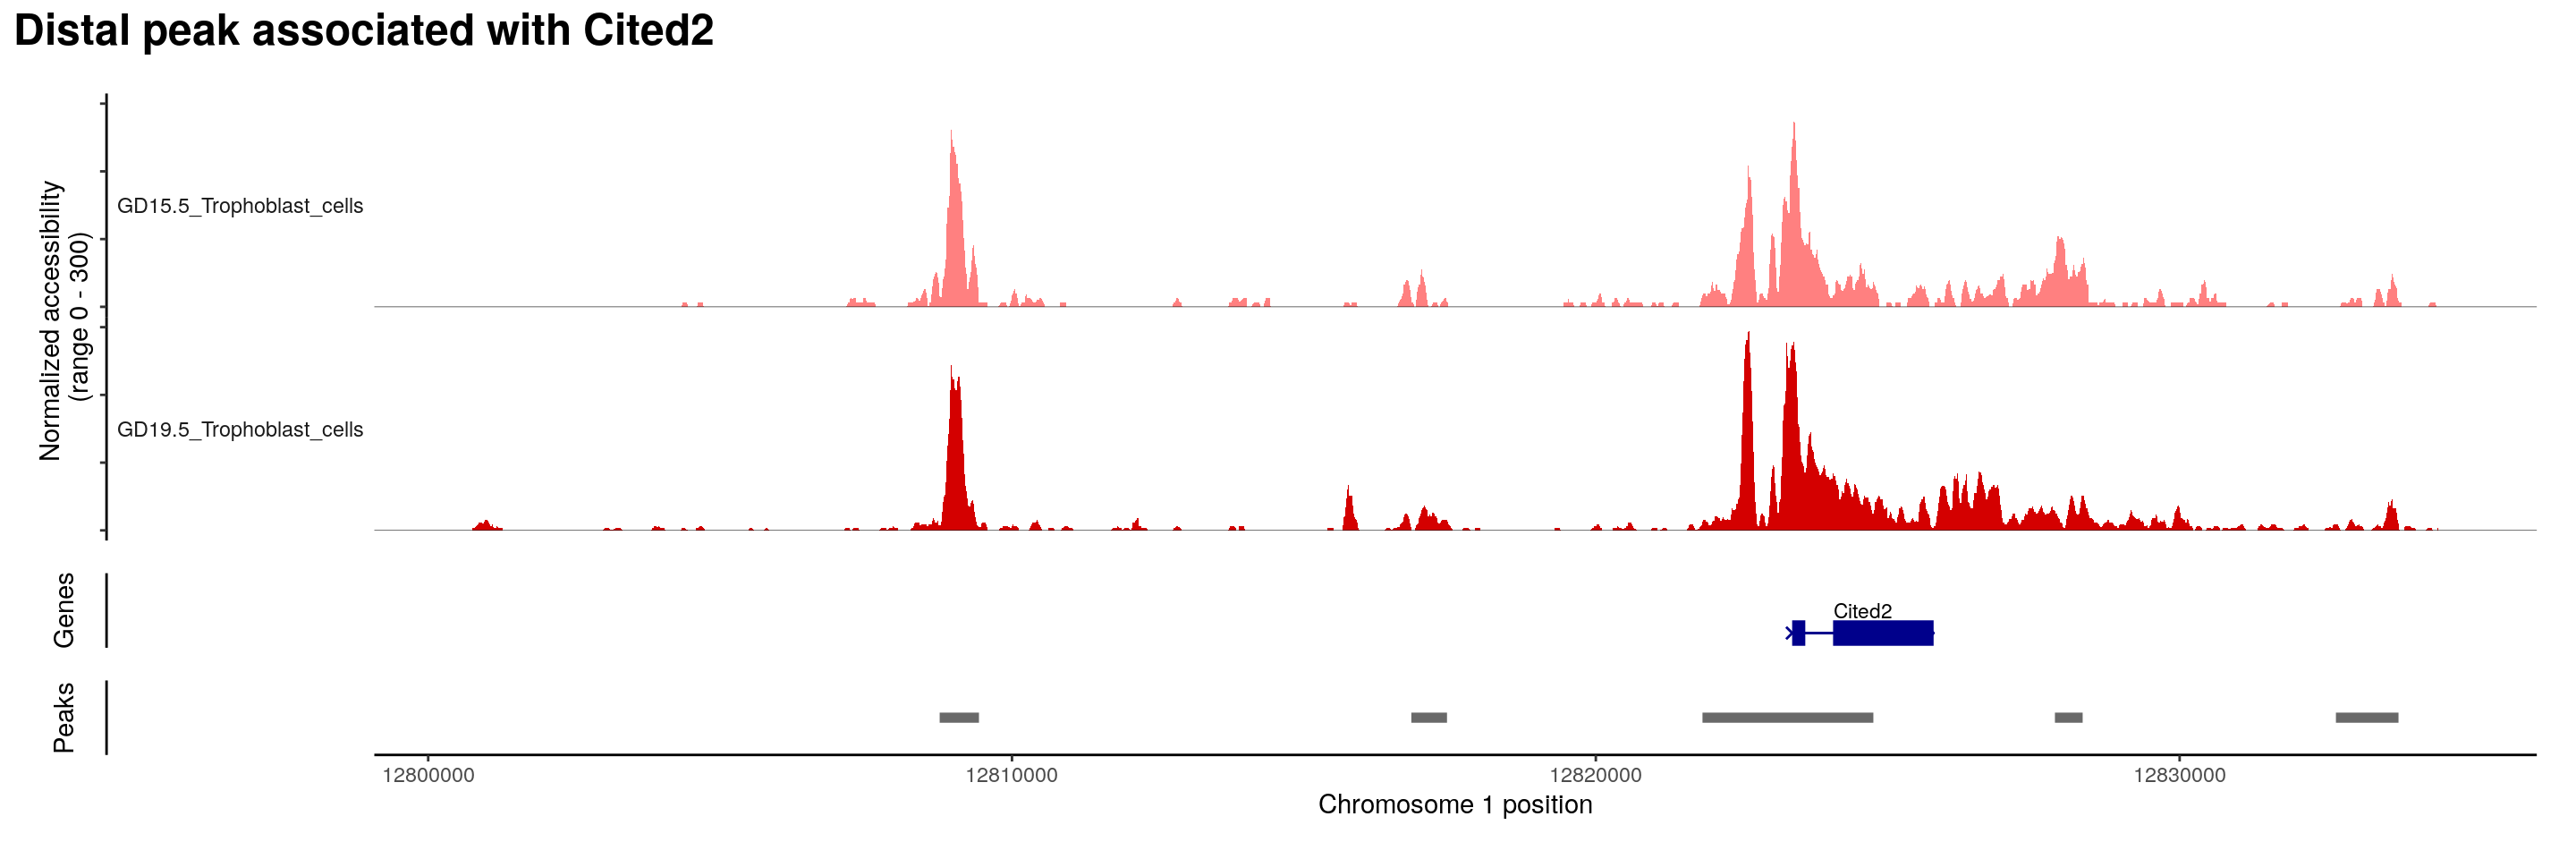 Distal peak associated with Cited2
Normalized accessibility
(range 0 - 300)
GD15.5_Trophoblast_cells
GD19.5_Trophoblast_cells
Genes
Cited2
Peaks
12800000 12810000 12820000 12830000
Chromosome 1 position